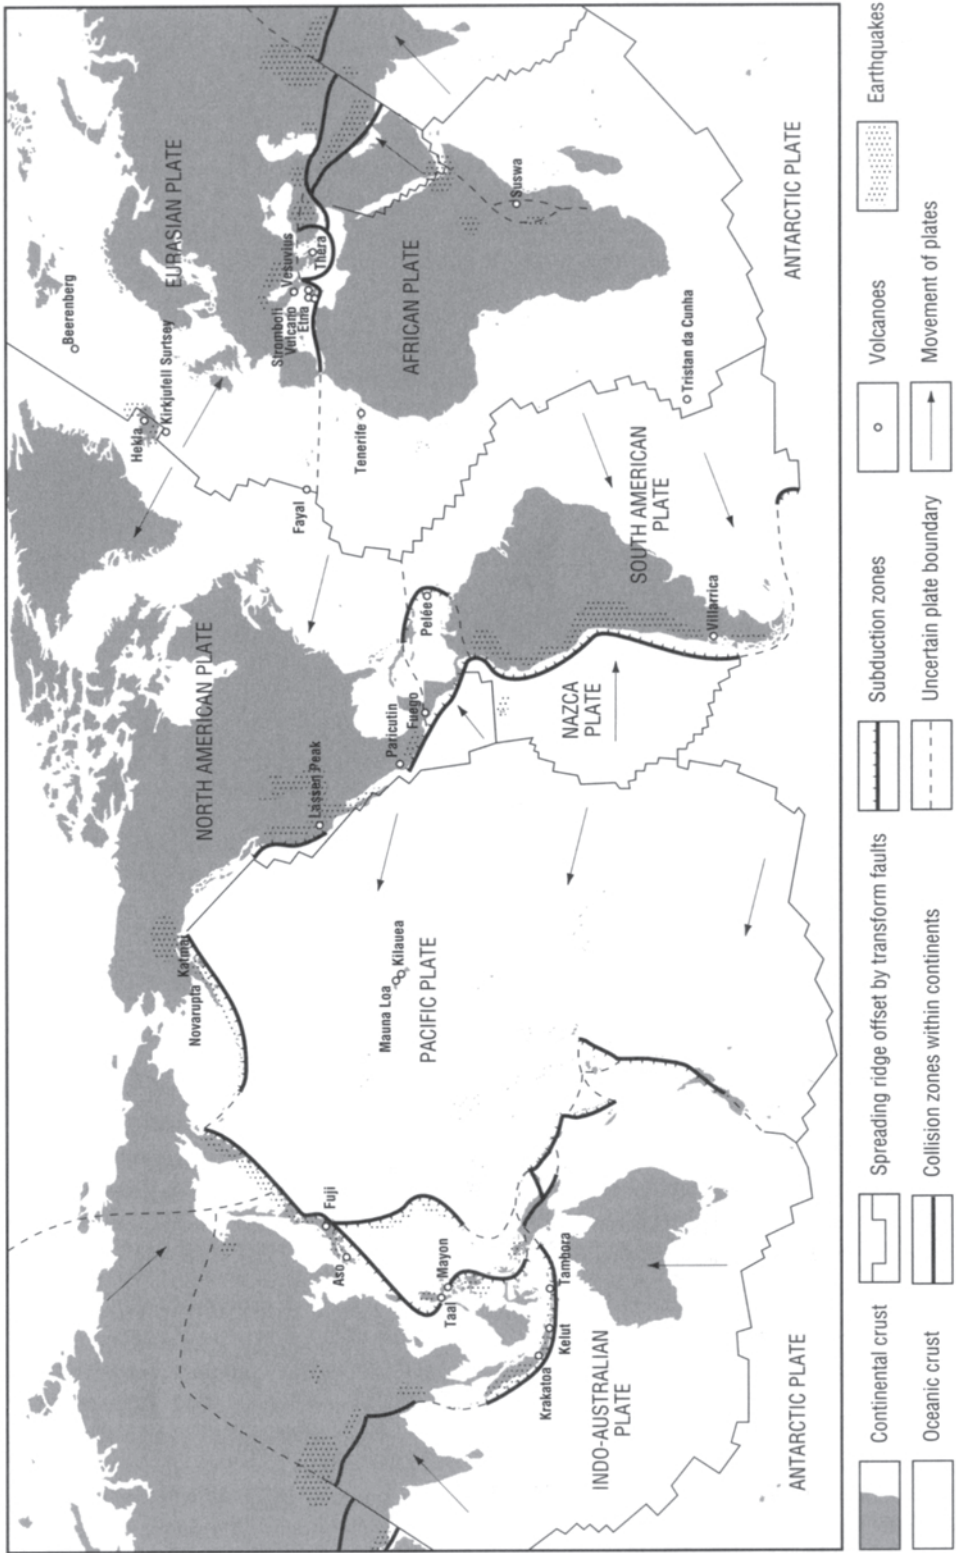 Beerenberg
EURASIAN PLATE
Kirkjufell Surtsey
Hekla
Vesuvius
Thera
Stromboli
Vulcano
Etna
Suswa
AFRICAN PLATE
Tenerife
Fayal
Tristan da Cunha
ANTARCTIC PLATE
NORTH AMERICAN PLATE
Pelée
SOUTH AMERICAN
PLATE
Villarrica
Paricutin
Fuego
NAZCA
PLATE
Lassen Peak
Katmai
Novarupta
Kilauea
Mauna Loa
PACIFIC PLATE
Fuji
Aso
Mayon
Taal
Tambora
Kelut
Krakatoa
INDO-AUSTRALIAN
PLATE
ANTARCTIC PLATE
Continental crust
Spreading ridge offset by transform faults
Subduction zones
Volcanoes
Earthquakes
Oceanic crust
Collision zones within continents
Uncertain plate boundary
Movement of plates